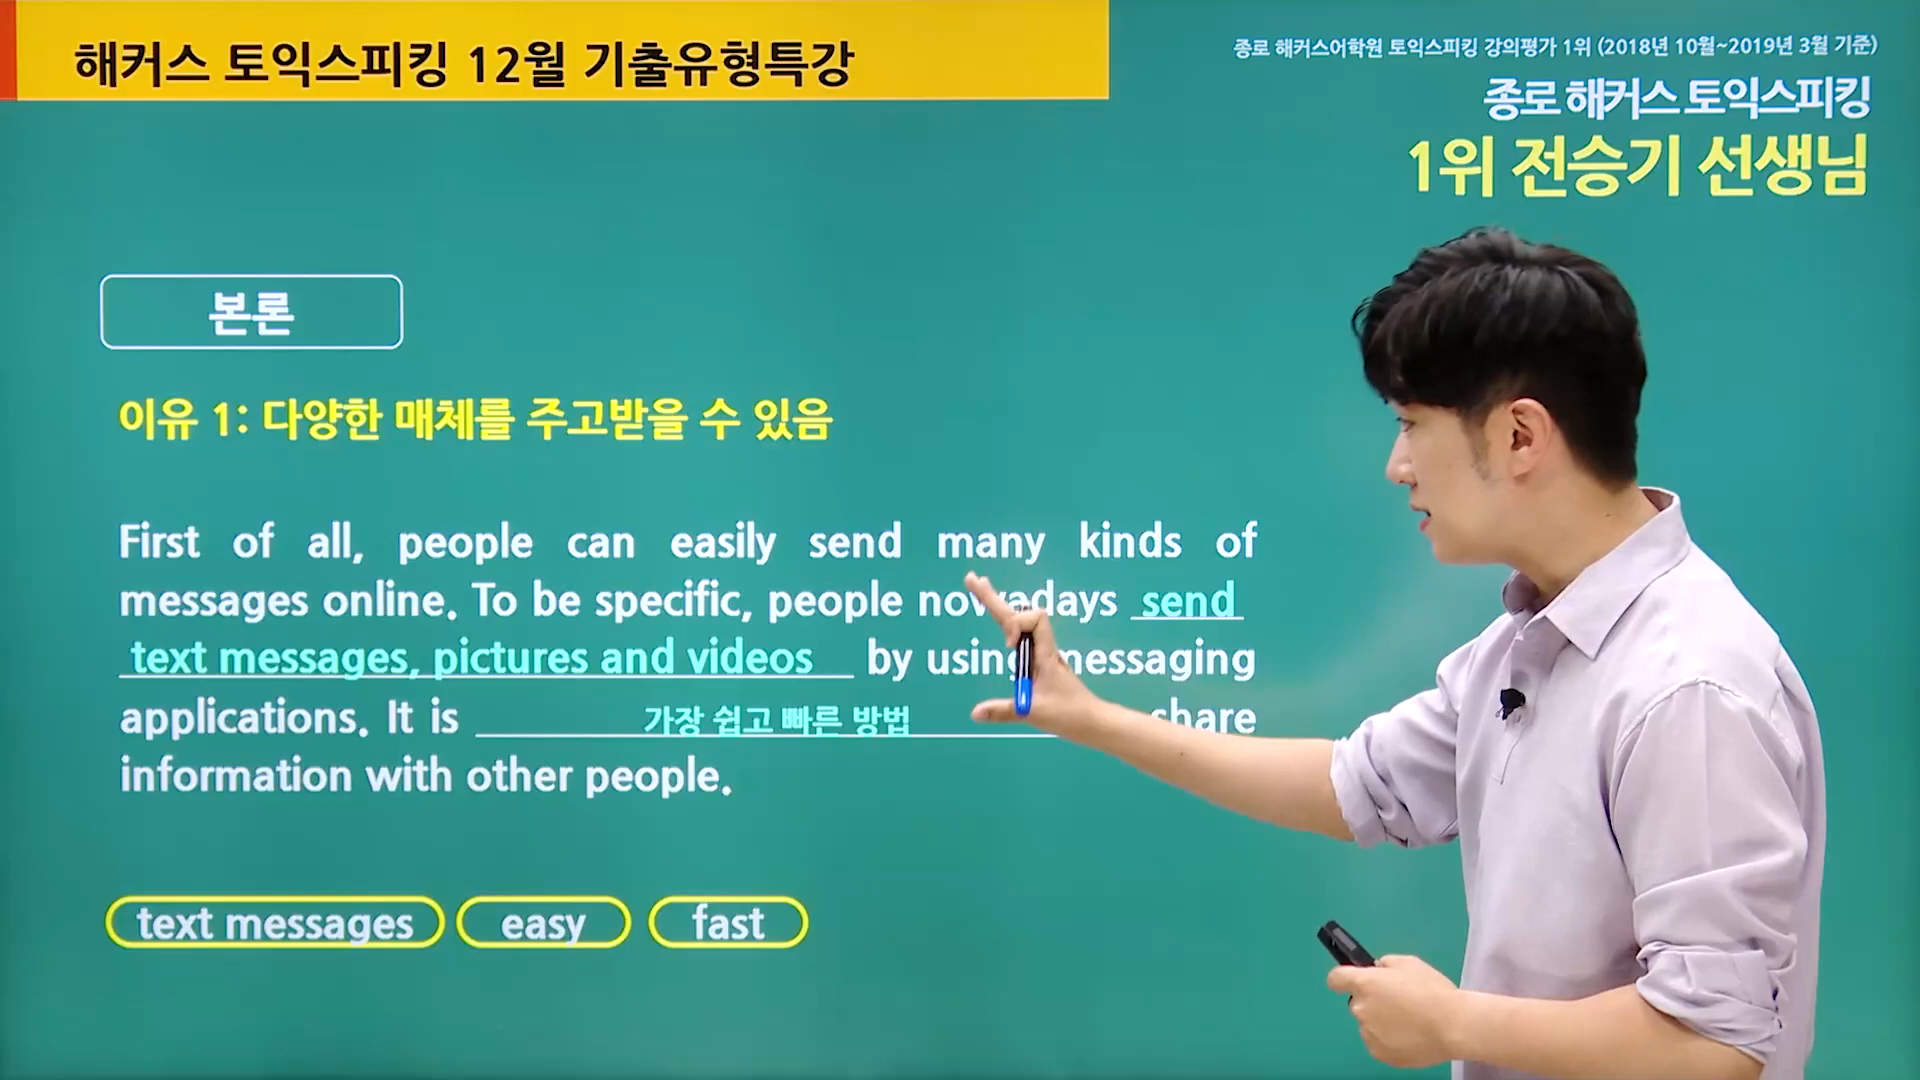 해커스 토익스피킹 12월 기출유형특강
종로 해커스어학원 토익스피킹 강의평가 1위 (2018년 10월~2019년 3월 기준)
종로 해커스 토익스피킹
1위 전승기 선생님
본론
이유 1: 다양한 매체를 주고받을 수 있음
First of all, people can easily send many kinds of
messages online. To be specific, people nowadays send
text messages, pictures and videos by using messaging
applications. It is 가장 쉽고 빠른 방법 share
information with other people.
text messages easy fast